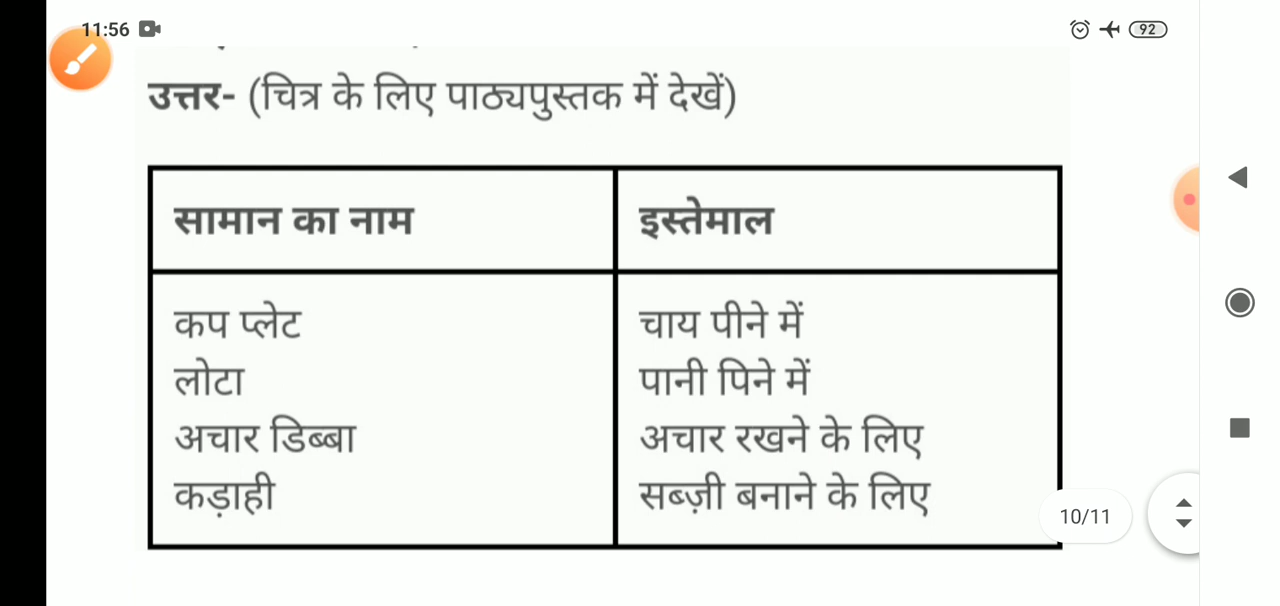 11:56
92
उत्तर- (चित्र के लिए पाठ्यपुस्तक में देखें)
सामान का नाम इस्तेमाल
कप प्लेट चाय पीने में
लोटा पानी पिने में
अचार डिब्बा अचार रखने के लिए
कड़ाही सब्ज़ी बनाने के लिए
10/11